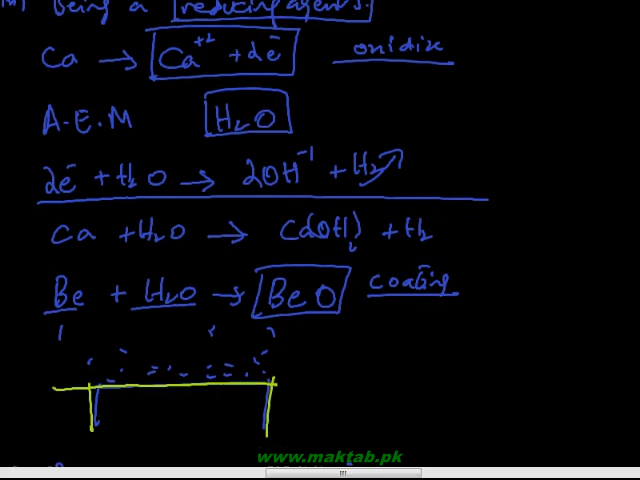 being a reducing agents.
Ca → Ca⁺² + 2e⁻ oxidize
A.E.M H₂O
2e⁻ + H₂O → 2OH⁻¹ + H₂↗
Ca + H₂O → Ca(OH)₂ + H₂
Be + H₂O → BeO coating
www.maktab.pk